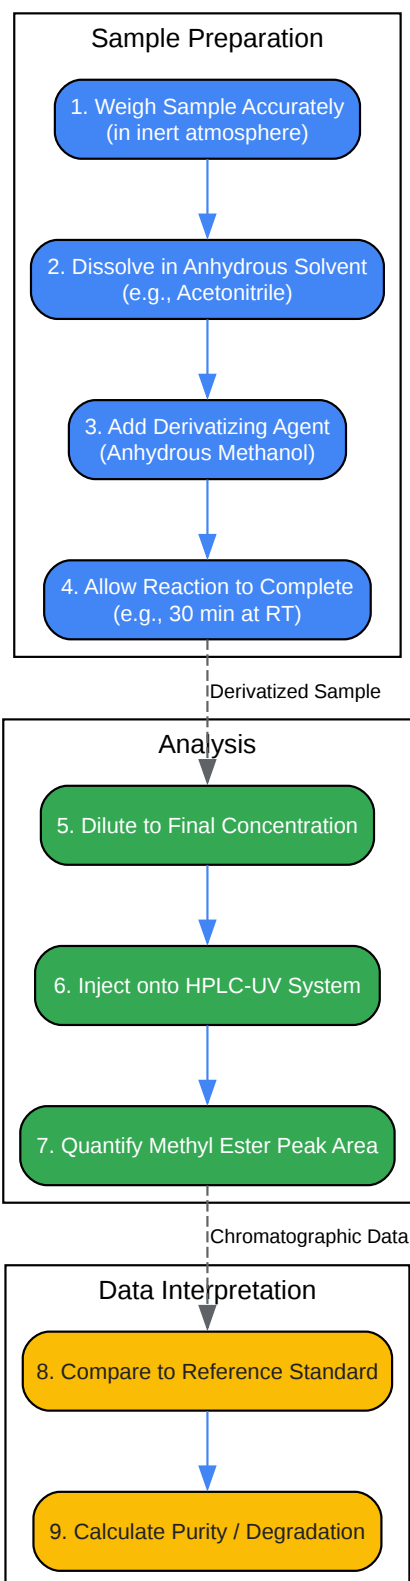 Sample Preparation
1. Weigh Sample Accurately
(in inert atmosphere)
2. Dissolve in Anhydrous Solvent
(e.g., Acetonitrile)
3. Add Derivatizing Agent
(Anhydrous Methanol)
4. Allow Reaction to Complete
(e.g., 30 min at RT)
Derivatized Sample
Analysis
5. Dilute to Final Concentration
6. Inject onto HPLC-UV System
7. Quantify Methyl Ester Peak Area
Chromatographic Data
Data Interpretation
8. Compare to Reference Standard
9. Calculate Purity / Degradation